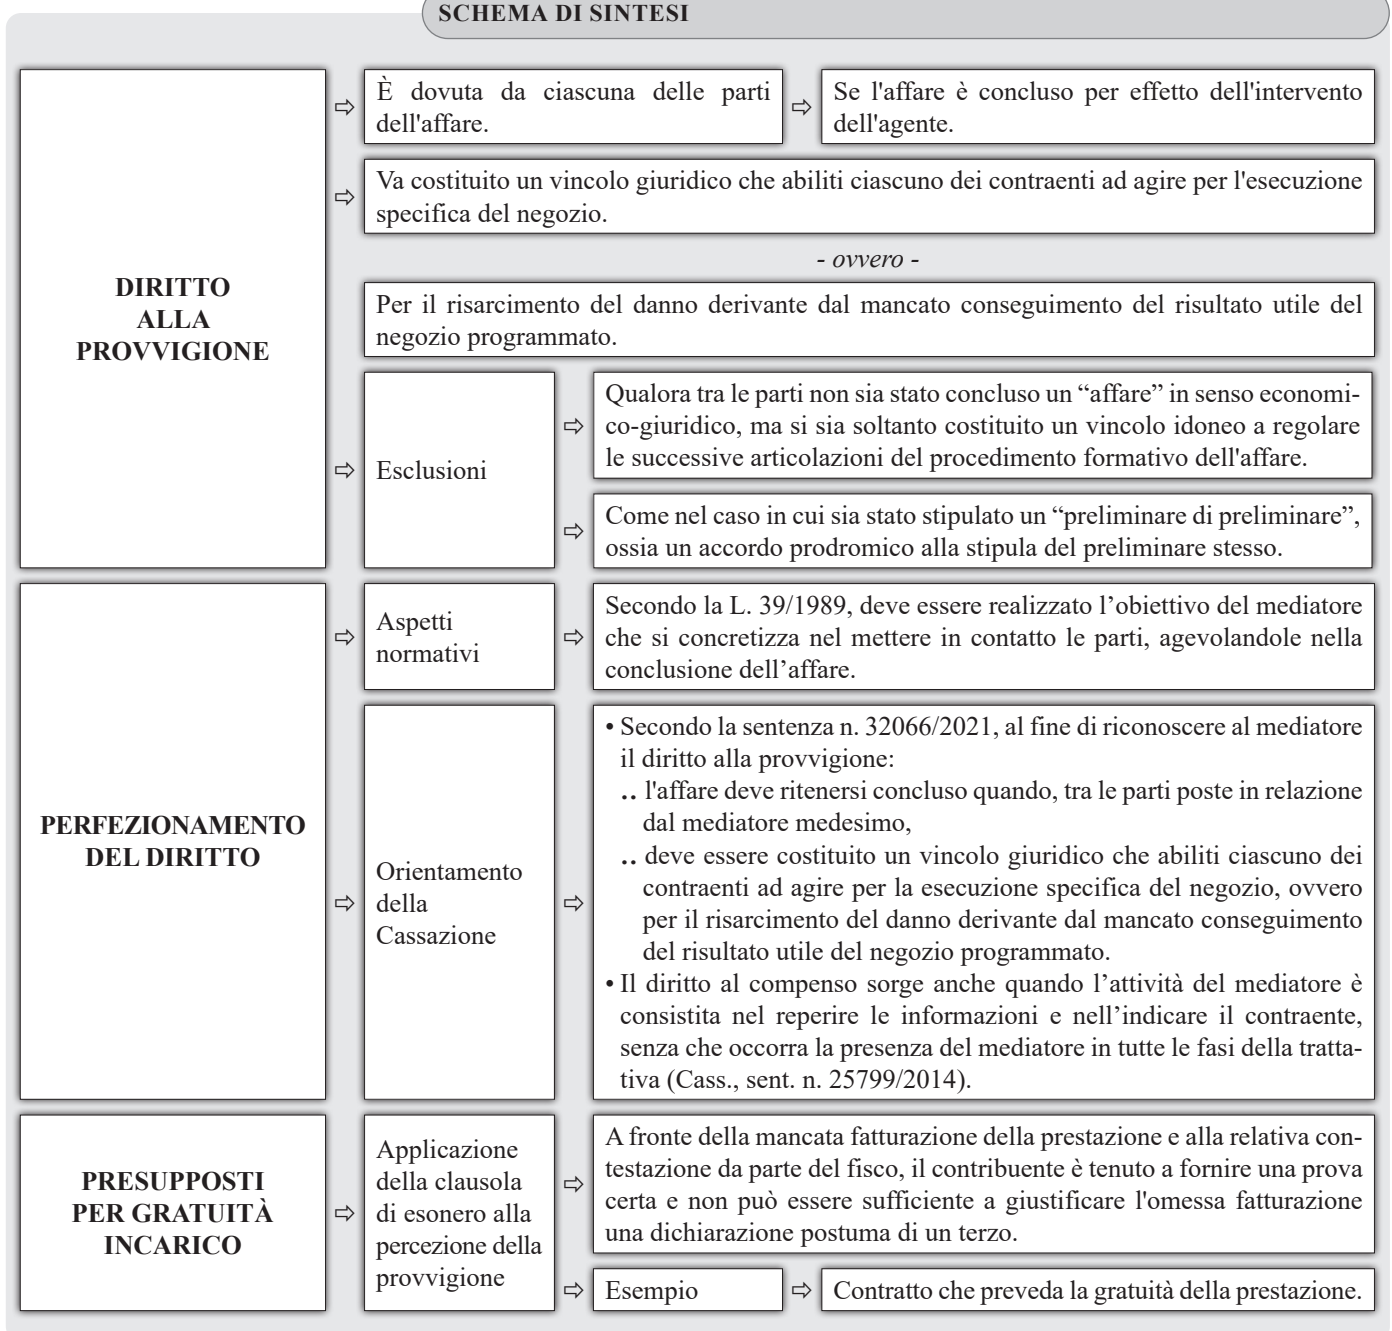 SCHEMA DI SINTESI
DIRITTO
ALLA
PROVVIGIONE
⇨
È dovuta da ciascuna delle parti
dell'affare.
⇨
Se l'affare è concluso per effetto dell'intervento
dell'agente.
⇨
Va costituito un vincolo giuridico che abiliti ciascuno dei contraenti ad agire per l'esecuzione
specifica del negozio.
- ovvero -
Per il risarcimento del danno derivante dal mancato conseguimento del risultato utile del
negozio programmato.
⇨
Esclusioni
⇨
Qualora tra le parti non sia stato concluso un “affare” in senso economi-
co-giuridico, ma si sia soltanto costituito un vincolo idoneo a regolare
le successive articolazioni del procedimento formativo dell'affare.
⇨
Come nel caso in cui sia stato stipulato un “preliminare di preliminare”,
ossia un accordo prodromico alla stipula del preliminare stesso.
PERFEZIONAMENTO
DEL DIRITTO
⇨
Aspetti
normativi
⇨
Secondo la L. 39/1989, deve essere realizzato l’obiettivo del mediatore
che si concretizza nel mettere in contatto le parti, agevolandole nella
conclusione dell’affare.
⇨
Orientamento
della
Cassazione
⇨
• Secondo la sentenza n. 32066/2021, al fine di riconoscere al mediatore
il diritto alla provvigione:
.. l'affare deve ritenersi concluso quando, tra le parti poste in relazione
dal mediatore medesimo,
.. deve essere costituito un vincolo giuridico che abiliti ciascuno dei
contraenti ad agire per la esecuzione specifica del negozio, ovvero
per il risarcimento del danno derivante dal mancato conseguimento
del risultato utile del negozio programmato.
• Il diritto al compenso sorge anche quando l’attività del mediatore è
consistita nel reperire le informazioni e nell’indicare il contraente,
senza che occorra la presenza del mediatore in tutte le fasi della tratta-
tiva (Cass., sent. n. 25799/2014).
PRESUPPOSTI
PER GRATUITÀ
INCARICO
⇨
Applicazione
della clausola
di esonero alla
percezione della
provvigione
⇨
A fronte della mancata fatturazione della prestazione e alla relativa con-
testazione da parte del fisco, il contribuente è tenuto a fornire una prova
certa e non può essere sufficiente a giustificare l'omessa fatturazione
una dichiarazione postuma di un terzo.
⇨
Esempio
⇨
Contratto che preveda la gratuità della prestazione.